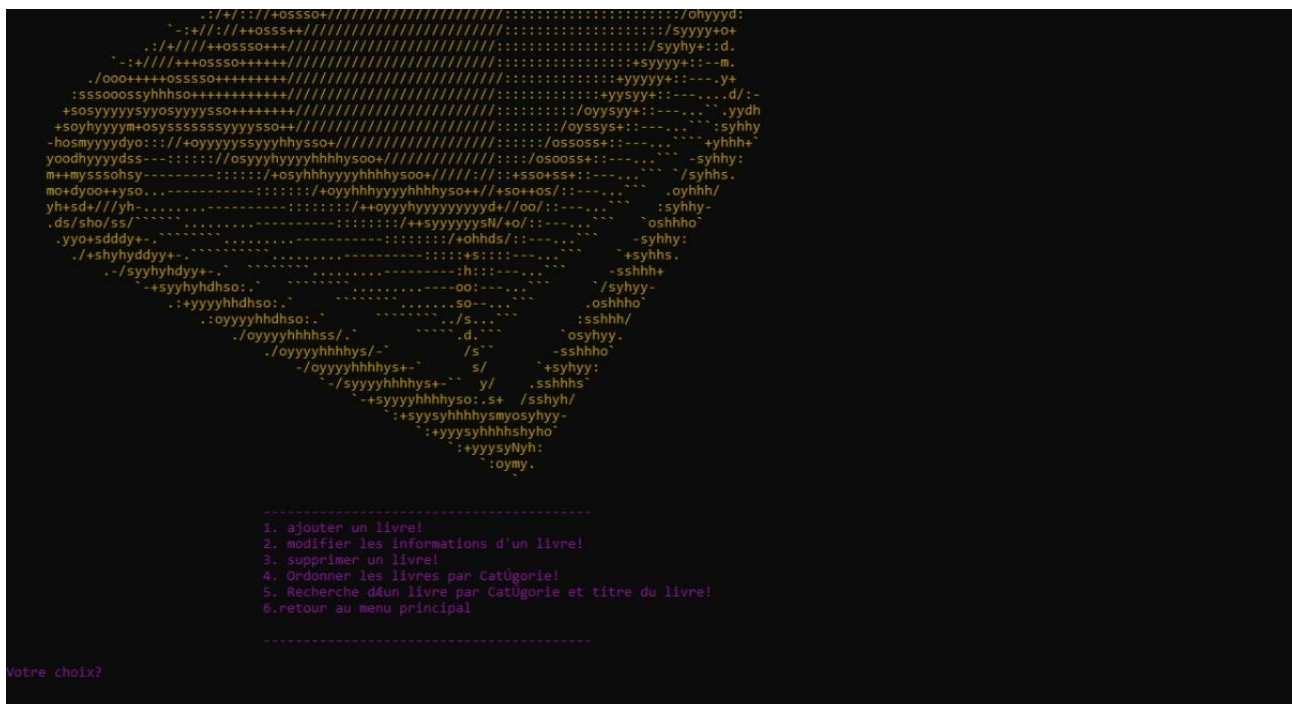 ----------------------------------------
1. ajouter un livre!
2. modifier les informations d'un livre!
3. supprimer un livre!
4. Ordonner les livres par CatÚgorie!
5. Recherche dÆun livre par CatÚgorie et titre du livre!
6.retour au menu principal
----------------------------------------
Votre choix?